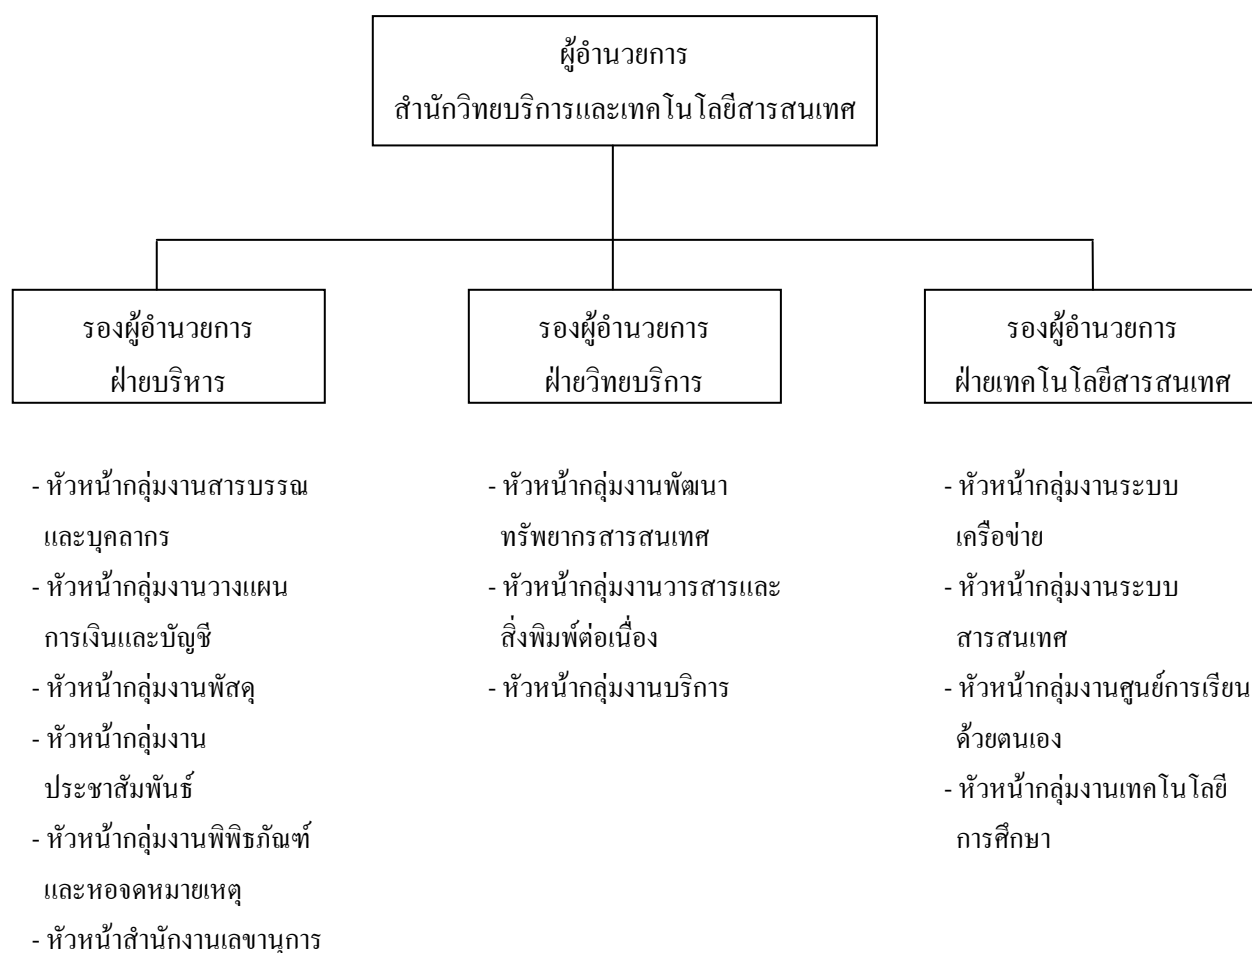 ผู้อำนวยการ
สำนักวิทยบริการและเทคโนโลยีสารสนเทศ
รองผู้อำนวยการ
ฝ่ายบริหาร
รองผู้อำนวยการ
ฝ่ายวิทยบริการ
รองผู้อำนวยการ
ฝ่ายเทคโนโลยีสารสนเทศ
- หัวหน้ากลุ่มงานสารบรรณ
และบุคลากร
- หัวหน้ากลุ่มงานวางแผน
การเงินและบัญชี
- หัวหน้ากลุ่มงานพัสดุ
- หัวหน้ากลุ่มงาน
ประชาสัมพันธ์
- หัวหน้ากลุ่มงานพิพิธภัณฑ์
และหอจดหมายเหตุ
- หัวหน้าสำนักงานเลขานุการ
- หัวหน้ากลุ่มงานพัฒนา
ทรัพยากรสารสนเทศ
- หัวหน้ากลุ่มงานวารสารและ
สิ่งพิมพ์ต่อเนื่อง
- หัวหน้ากลุ่มงานบริการ
- หัวหน้ากลุ่มงานระบบ
เครือข่าย
- หัวหน้ากลุ่มงานระบบ
สารสนเทศ
- หัวหน้ากลุ่มงานศูนย์การเรียน
ด้วยตนเอง
- หัวหน้ากลุ่มงานเทคโนโลยี
การศึกษา